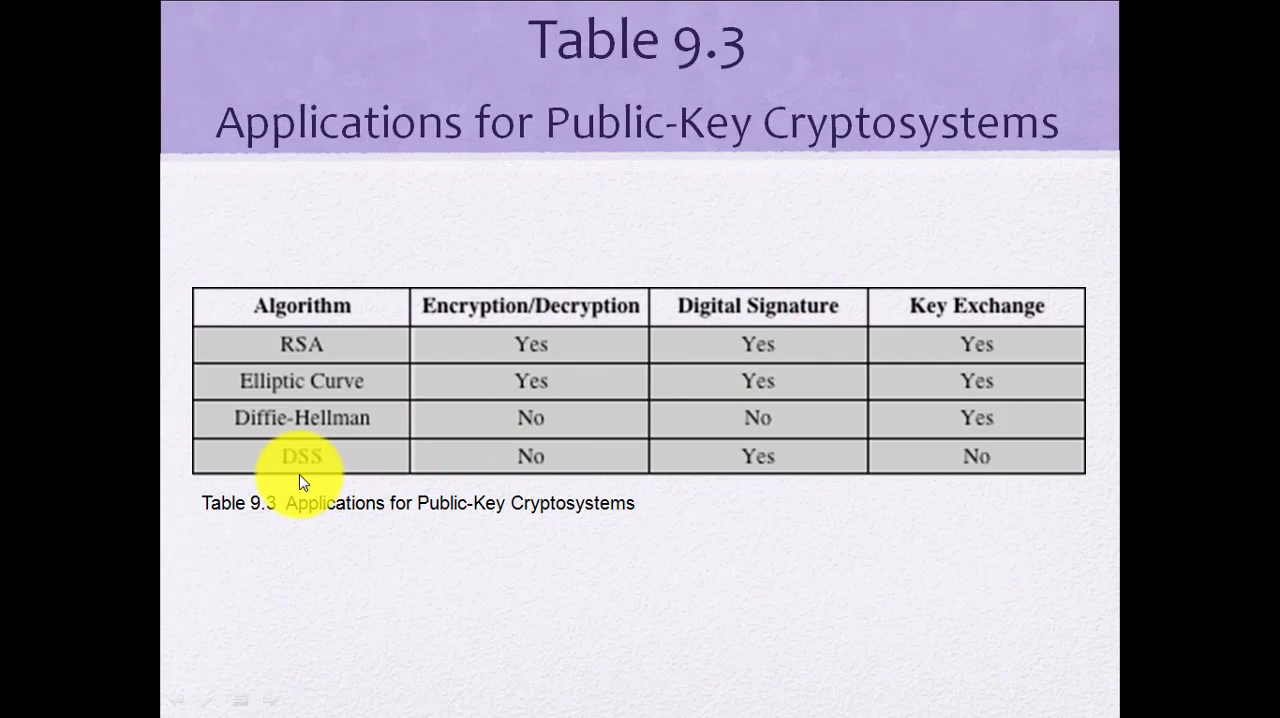 Table 9.3
Applications for Public-Key Cryptosystems
Algorithm Encryption/Decryption Digital Signature Key Exchange
RSA Yes Yes Yes
Elliptic Curve Yes Yes Yes
Diffie-Hellman No No Yes
DSS No Yes No
Table 9.3 Applications for Public-Key Cryptosystems